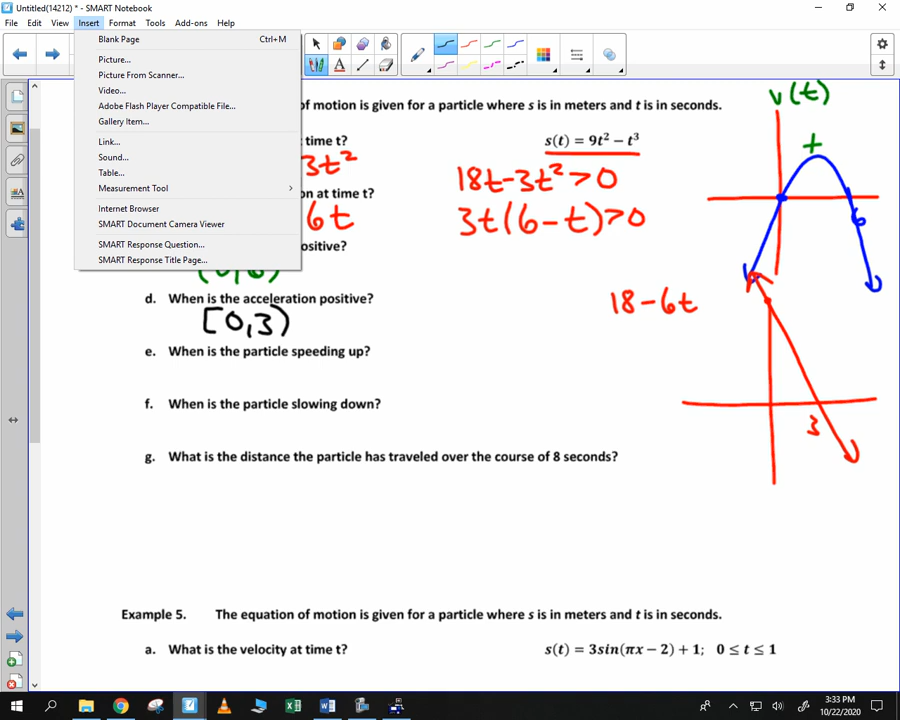 Untitled(14212) * - SMART Notebook
File Edit View Insert Format Tools Add-ons Help
Blank Page Ctrl+M
Picture...
Picture From Scanner...
Video...
Adobe Flash Player Compatible File...
Gallery Item...
Link...
Sound...
Table...
Measurement Tool
Internet Browser
SMART Document Camera Viewer
SMART Response Question...
SMART Response Title Page...
of motion is given for a particle where s is in meters and t is in seconds.
v(t)
t time t?
s(t) = 9t² − t³
3t²
18t-3t²>0
+
on at time t?
6t
3t(6-t)>0
6
ositive?
d. When is the acceleration positive?
[0,3)
18-6t
e. When is the particle speeding up?
f. When is the particle slowing down?
3
g. What is the distance the particle has traveled over the course of 8 seconds?
Example 5. The equation of motion is given for a particle where s is in meters and t is in seconds.
a. What is the velocity at time t?
s(t) = 3sin(πx − 2) + 1; 0 ≤ t ≤ 1
3:33 PM
10/22/2020